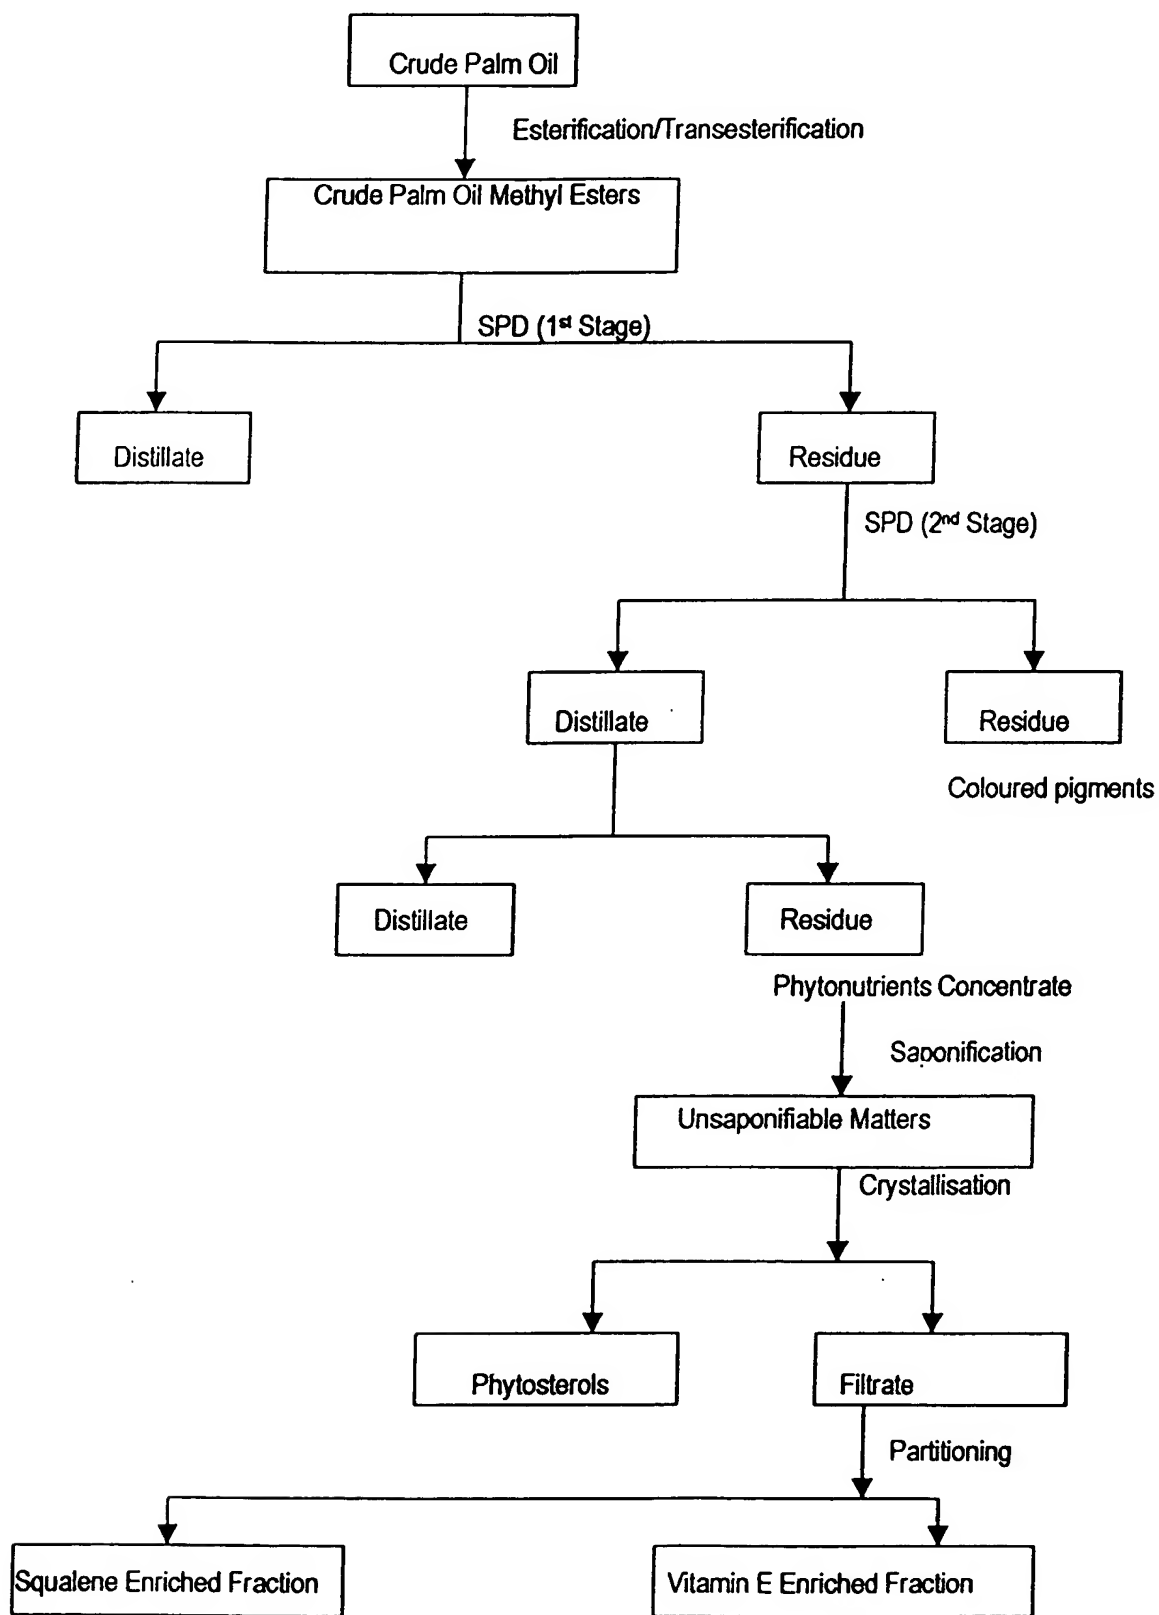 Crude Palm Oil
Esterification/Transesterification
Crude Palm Oil Methyl Esters
SPD (1st Stage)
Distillate
Residue
SPD (2nd Stage)
Distillate
Residue
Coloured pigments
Distillate
Residue
Phytonutrients Concentrate
Saponification
Unsaponifiable Matters
Crystallisation
Phytosterols
Filtrate
Partitioning
Squalene Enriched Fraction
Vitamin E Enriched Fraction